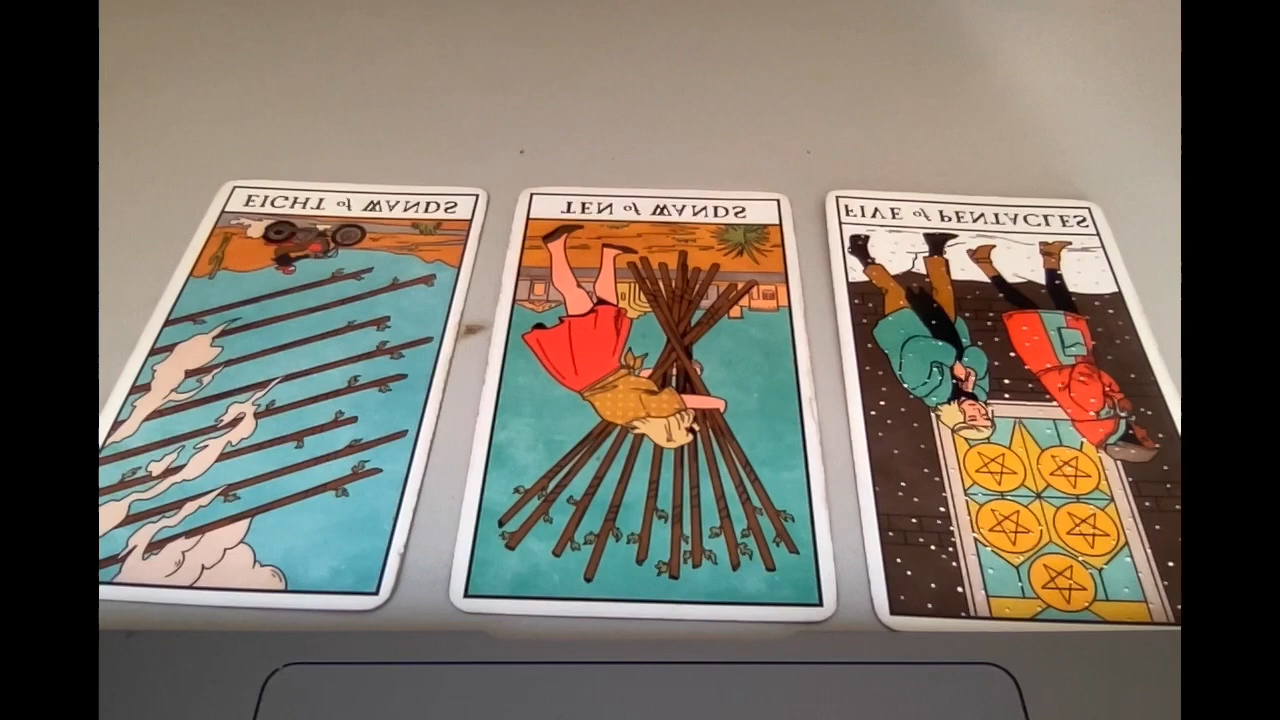 EIGHT of WANDS
TEN of WANDS
FIVE of PENTACLES